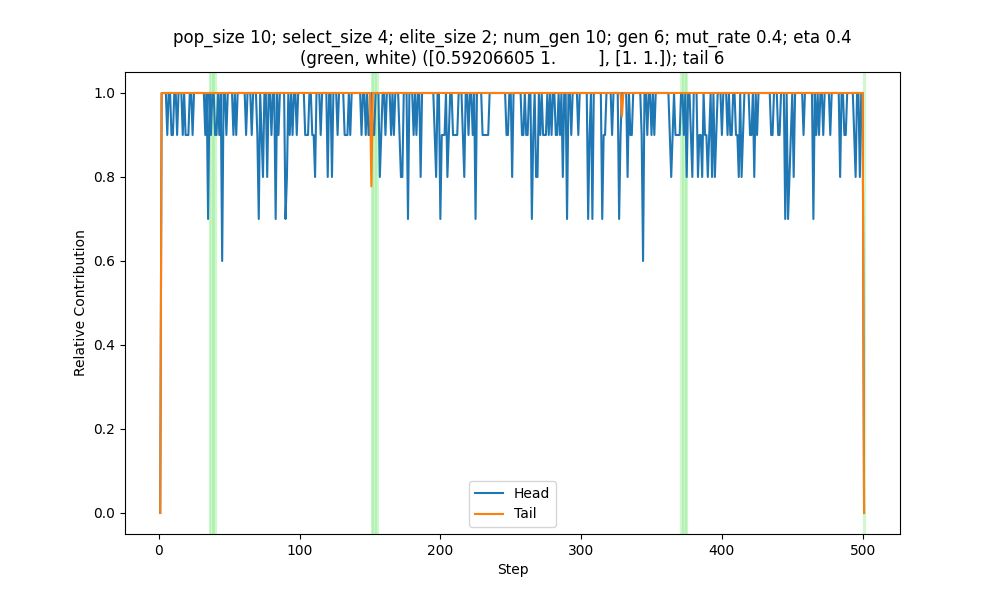 pop_size 10; select_size 4; elite_size 2; num_gen 10; gen 6; mut_rate 0.4; eta 0.4
(green, white) ([0.59206605 1.        ], [1. 1.]); tail 6
1.0
0.8
0.6
0.4
0.2
0.0
Relative Contribution
Head
Tail
0
100
200
300
400
500
Step